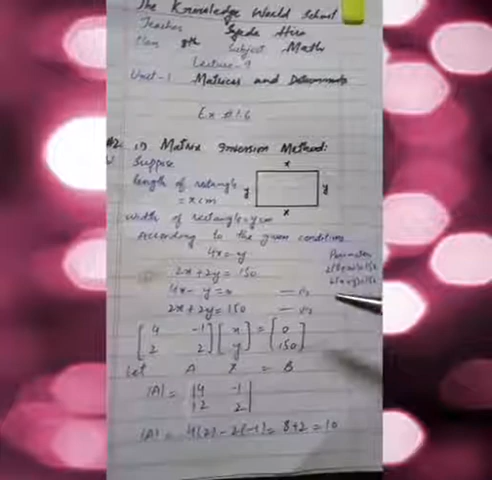 The Knowledge World School
Teacher Syeda Hira
Class 8th Subject Math
Lecture-9
Unit-1 Matrices and Determinants
Ex #1.6
Q2. i) Matrix Inversion Method:
Suppose
length of rectangle = x cm
x
y
y
x
width of rectangle = y cm
According to the given condition
4x = y
2x + 2y = 150
Perimeter
4x - y = 0
2x + 2y = 150
[4 -1
2 2] [x
y] = [0
150]
Let A X = B
|A| = |4 -1
2 2|
|A| = 4(2) - 2(-1) = 8+2 = 10